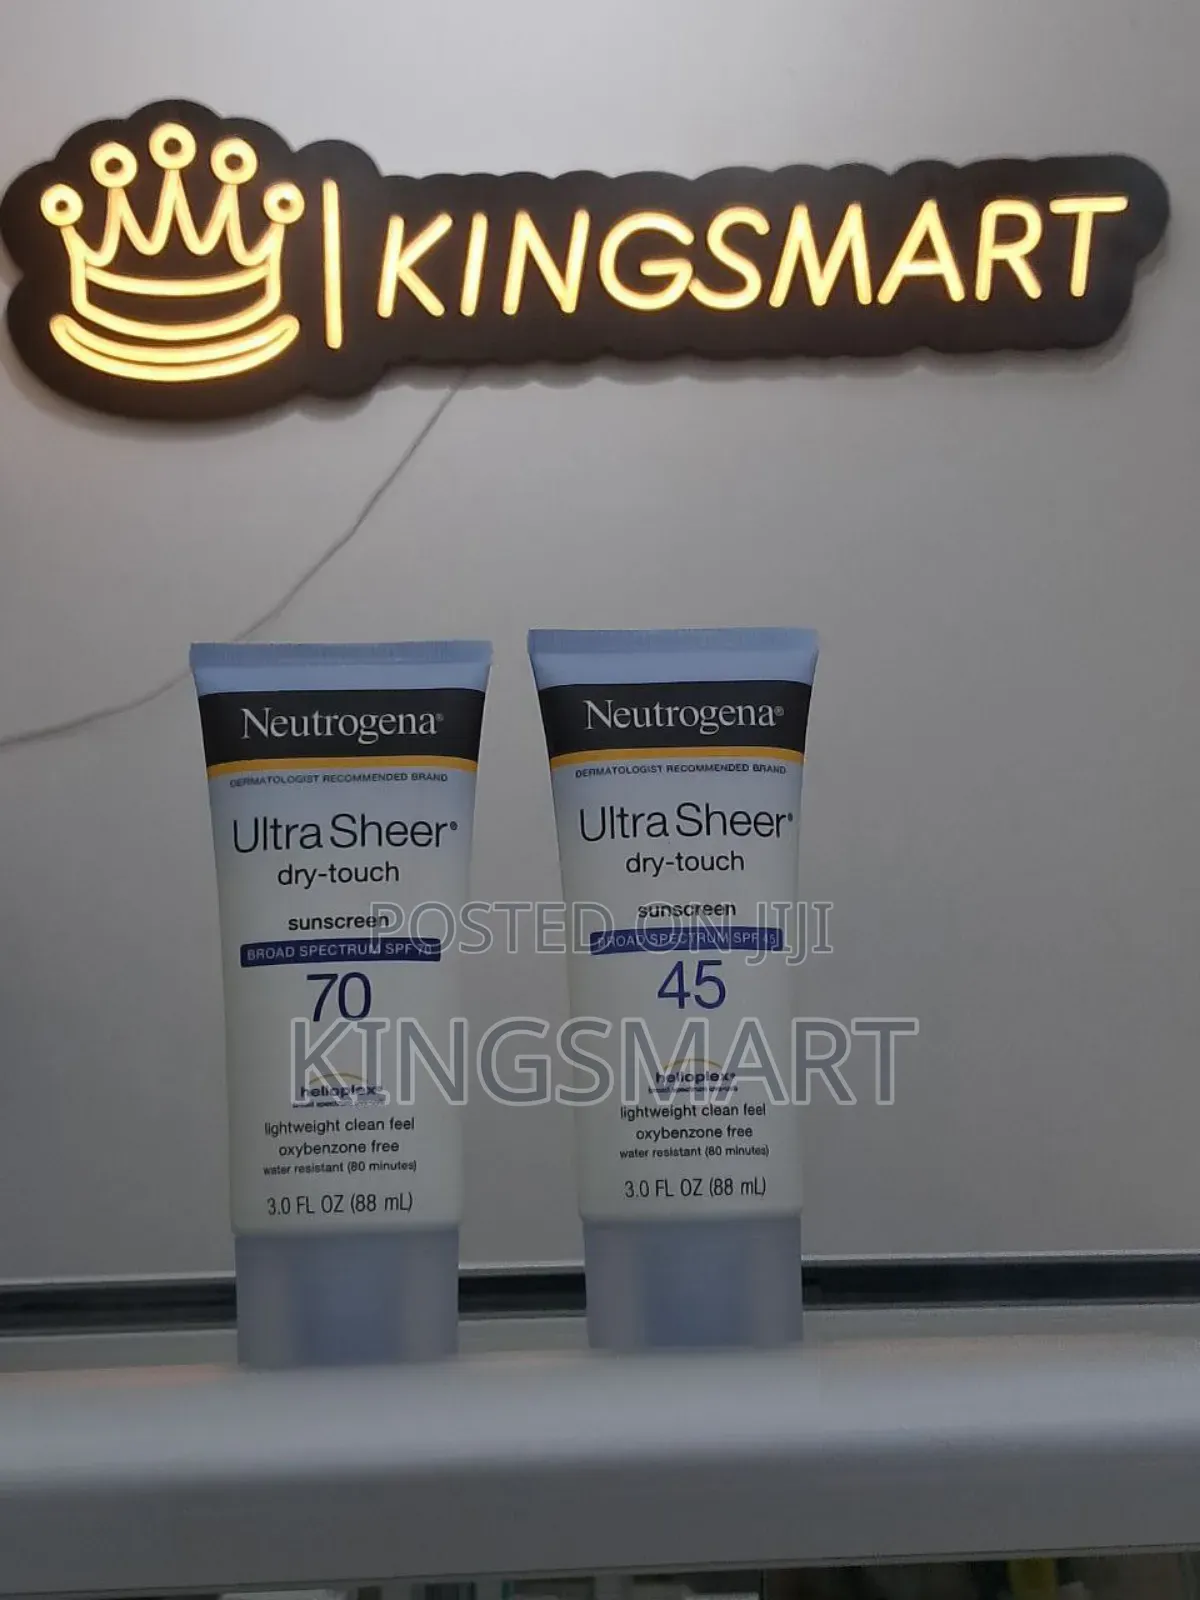 KINGSMART
Neutrogena®
DERMATOLOGIST RECOMMENDED BRAND
Ultra Sheer®
dry-touch
sunscreen
BROAD SPECTRUM SPF 70
70
helioplex®
lightweight clean feel
oxybenzone free
water resistant (80 minutes)
3.0 FL OZ (88 mL)
Neutrogena®
DERMATOLOGIST RECOMMENDED BRAND
Ultra Sheer®
dry-touch
sunscreen
BROAD SPECTRUM SPF 45
45
helioplex®
lightweight clean feel
oxybenzone free
water resistant (80 minutes)
3.0 FL OZ (88 mL)
POSTED ON JIJI
KINGSMART